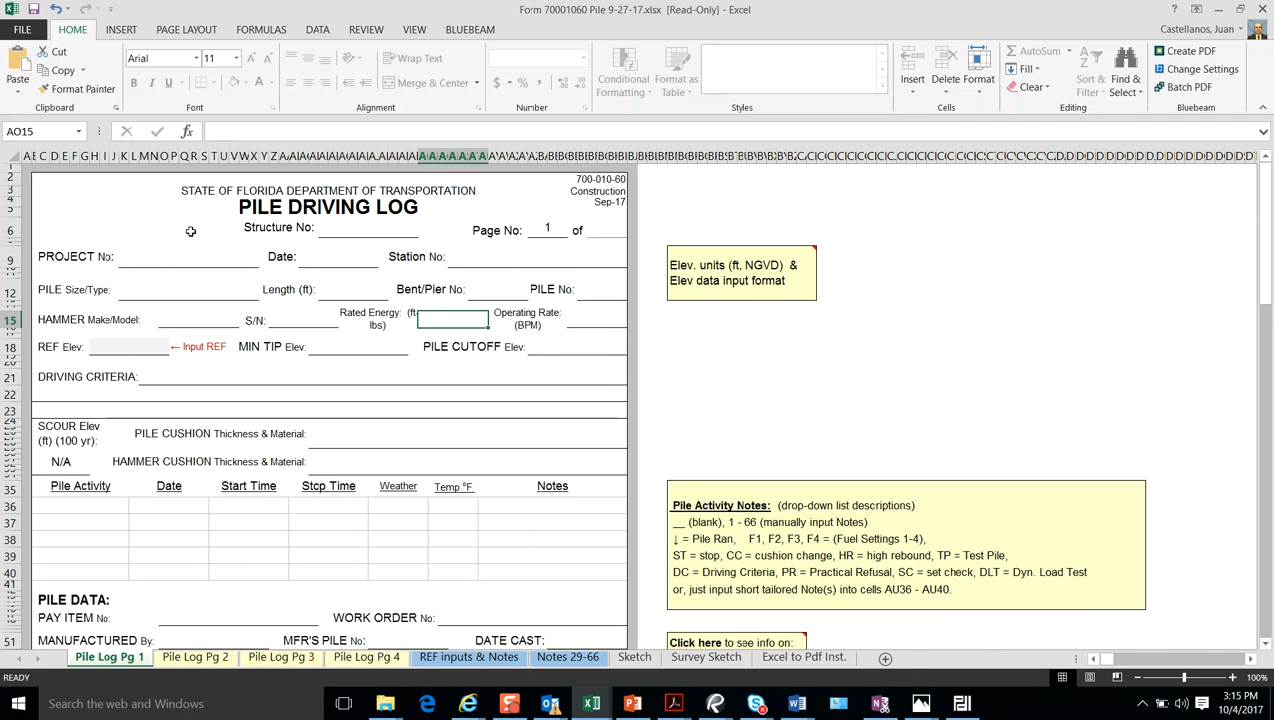 Form 70001060 Pile 9-27-17.xlsx [Read-Only] - Excel
FILE HOME INSERT PAGE LAYOUT FORMULAS DATA REVIEW VIEW BLUEBEAM Castellanos, Juan
Paste Cut Copy Format Painter
Arial 11
Wrap Text
Merge & Center
Conditional Formatting Format as Table
Insert Delete Format
AutoSum Fill Clear
Sort & Filter Find & Select
Create PDF
Change Settings
Batch PDF
Clipboard Font Alignment Number Styles Cells Editing Bluebeam
AO15
700-010-60
STATE OF FLORIDA DEPARTMENT OF TRANSPORTATION Construction
PILE DRIVING LOG Sep-17
Structure No: Page No: 1 of
PROJECT No: Date: Station No:
PILE Size/Type: Length (ft): Bent/Pier No: PILE No:
HAMMER Make/Model: S/N: Rated Energy: (ft-lbs) Operating Rate: (BPM)
REF Elev: ← Input REF MIN TIP Elev: PILE CUTOFF Elev:
DRIVING CRITERIA:
SCOUR Elev (ft) (100 yr): PILE CUSHION Thickness & Material:
N/A HAMMER CUSHION Thickness & Material:
Pile Activity Date Start Time Stop Time Weather Temp °F Notes
PILE DATA:
PAY ITEM No: WORK ORDER No:
MANUFACTURED By: MFR'S PILE No: DATE CAST:
Elev. units (ft, NGVD) &
Elev data input format
Pile Activity Notes: (drop-down list descriptions)
__ (blank), 1 - 66 (manually input Notes)
↓ = Pile Ran, F1, F2, F3, F4 = (Fuel Settings 1-4),
ST = stop, CC = cushion change, HR = high rebound, TP = Test Pile,
DC = Driving Criteria, PR = Practical Refusal, SC = set check, DLT = Dyn. Load Test
or, just input short tailored Note(s) into cells AU36 - AU40.
Click here to see info on:
Pile Log Pg 1 Pile Log Pg 2 Pile Log Pg 3 Pile Log Pg 4 REF inputs & Notes Notes 29-66 Sketch Survey Sketch Excel to Pdf Inst.
READY 100%
Search the web and Windows
3:15 PM
10/4/2017